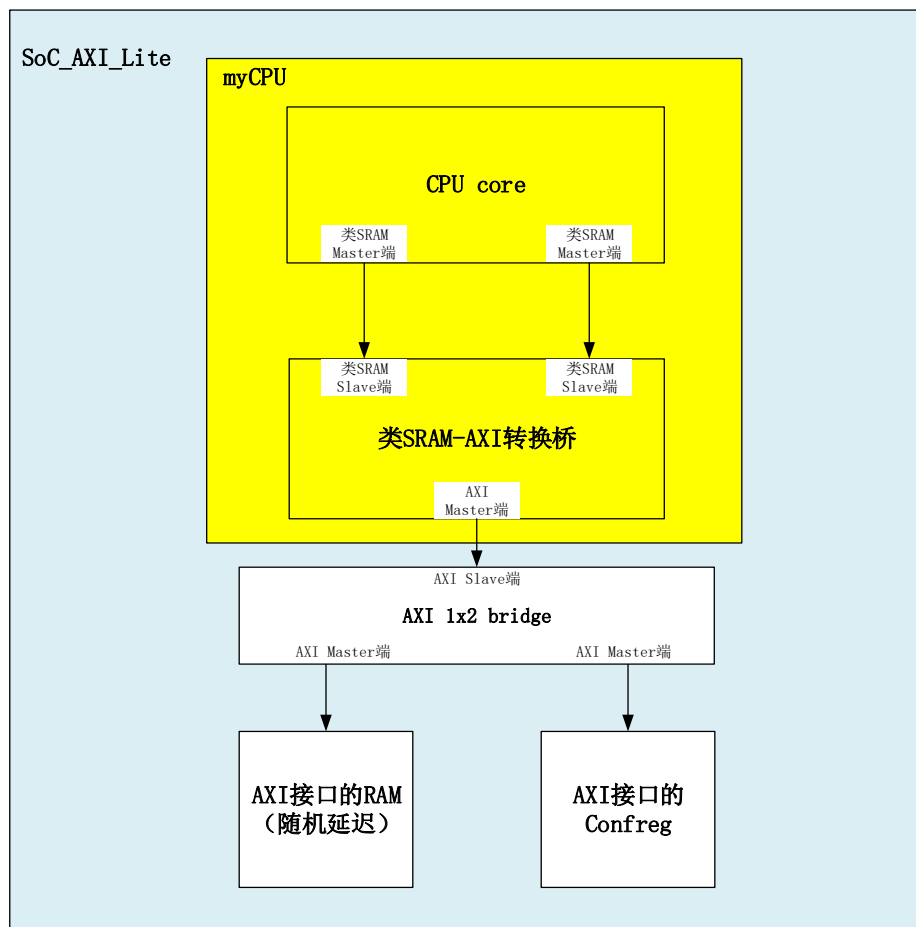 SoC_AXI_Lite
myCPU
CPU core
类SRAM
Master端
类SRAM
Master端
类SRAM
Slave端
类SRAM
Slave端
类SRAM-AXI转换桥
AXI
Master端
AXI Slave端
AXI 1x2 bridge
AXI Master端
AXI Master端
AXI接口的RAM
（随机延迟）
AXI接口的
Confreg